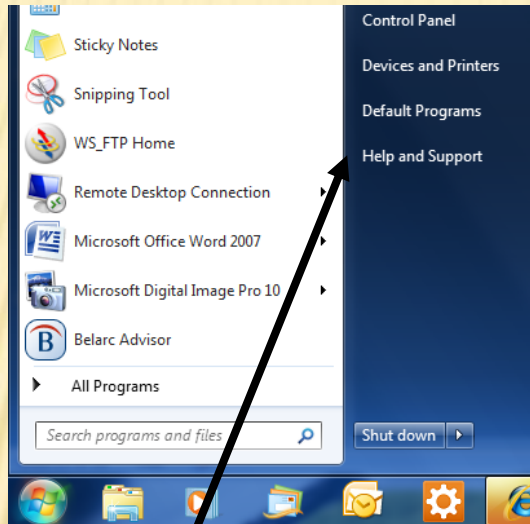 Sticky Notes
Snipping Tool
WS_FTP Home
Remote Desktop Connection
Microsoft Office Word 2007
Microsoft Digital Image Pro 10
Belarc Advisor
All Programs
Search programs and files
Control Panel
Devices and Printers
Default Programs
Help and Support
Shut down